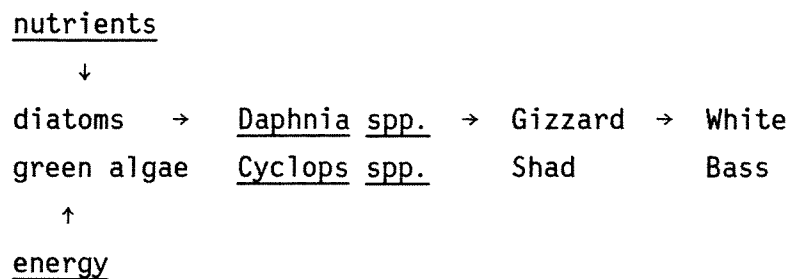 nutrients
↓
diatoms → Daphnia spp. → Gizzard → White
green algae Cyclops spp. Shad Bass
↑
energy